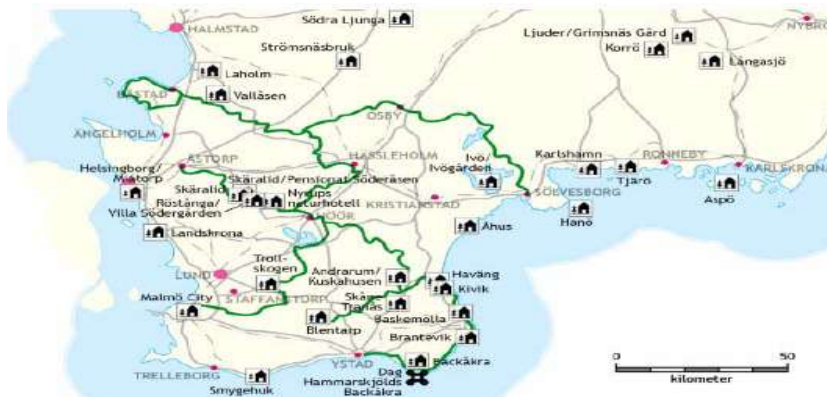 Södra Ljunga
HALMSTAD
Ljuder/Grimsnäs Gård
NYBRO
Strömsnäsbruk
Korrö
Långasjö
Laholm
BÅSTAD
Vallåsen
OSBY
ÄNGELHOLM
ÅSTORP
HÄSSLEHOLM
Ivö/
Ivögården
Karlshamn
RONNEBY
KARLSKRONA
Helsingborg/
Skäralid/Pensionat Söderåsen
Tjärö
Skäralid
Nyrups
naturhotell
SÖLVESBORG
Aspö
Röstånga/
Villa Södergården
KRISTIANSTAD
Hanö
HÖÖR
Landskrona
Åhus
Troll-
skogen
Andrarum/
Kuskahusen
Haväng
Kivik
LUND
Malmö City
STAFFANSTORP
Skåne
Tranås
Baskemölla
Blentarp
Brantevik
YSTAD
Backåkra
TRELLEBORG
Smygehuk
Dag
Hammarskjölds
Backåkra
0
50
kilometer